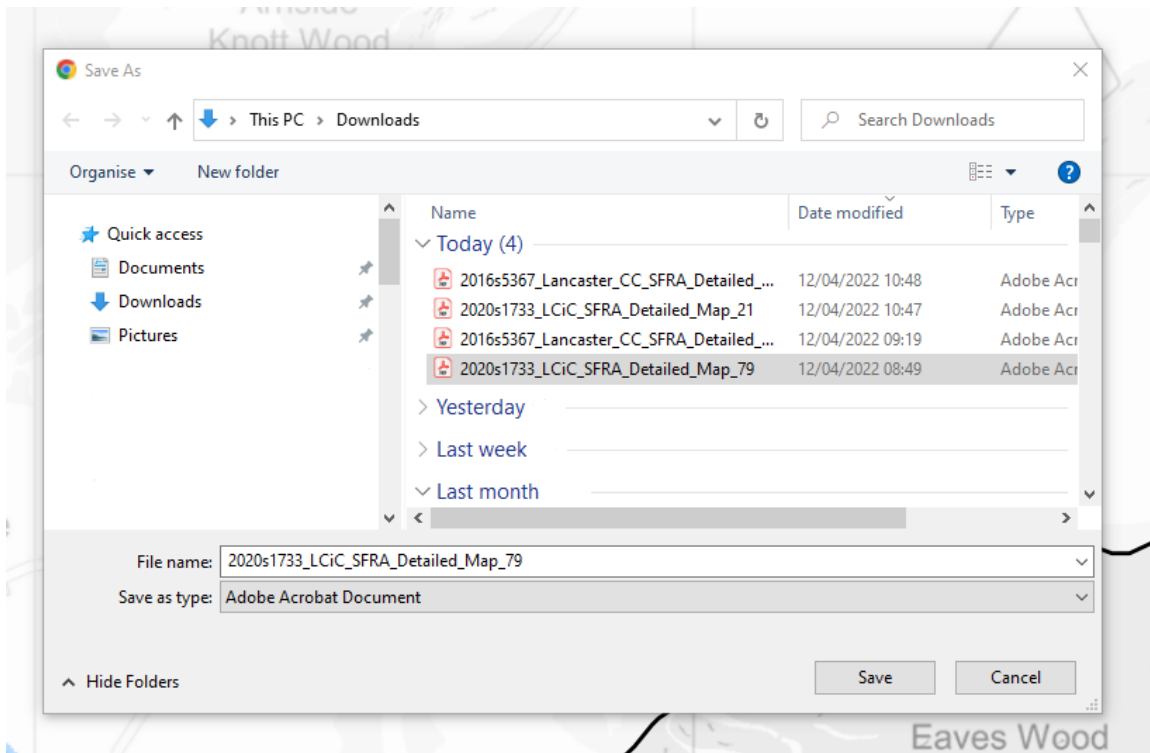 Arnside
Knott Wood
Save As
This PC > Downloads
Search Downloads
Organise
New folder
Quick access
Documents
Downloads
Pictures
Name Date modified Type
Today (4)
2016s5367_Lancaster_CC_SFRA_Detailed_... 12/04/2022 10:48 Adobe Acr
2020s1733_LCiC_SFRA_Detailed_Map_21 12/04/2022 10:47 Adobe Acr
2016s5367_Lancaster_CC_SFRA_Detailed_... 12/04/2022 09:19 Adobe Acr
2020s1733_LCiC_SFRA_Detailed_Map_79 12/04/2022 08:49 Adobe Acr
Yesterday
Last week
Last month
File name: 2020s1733_LCiC_SFRA_Detailed_Map_79
Save as type: Adobe Acrobat Document
Hide Folders
Save
Cancel
Eaves Wood